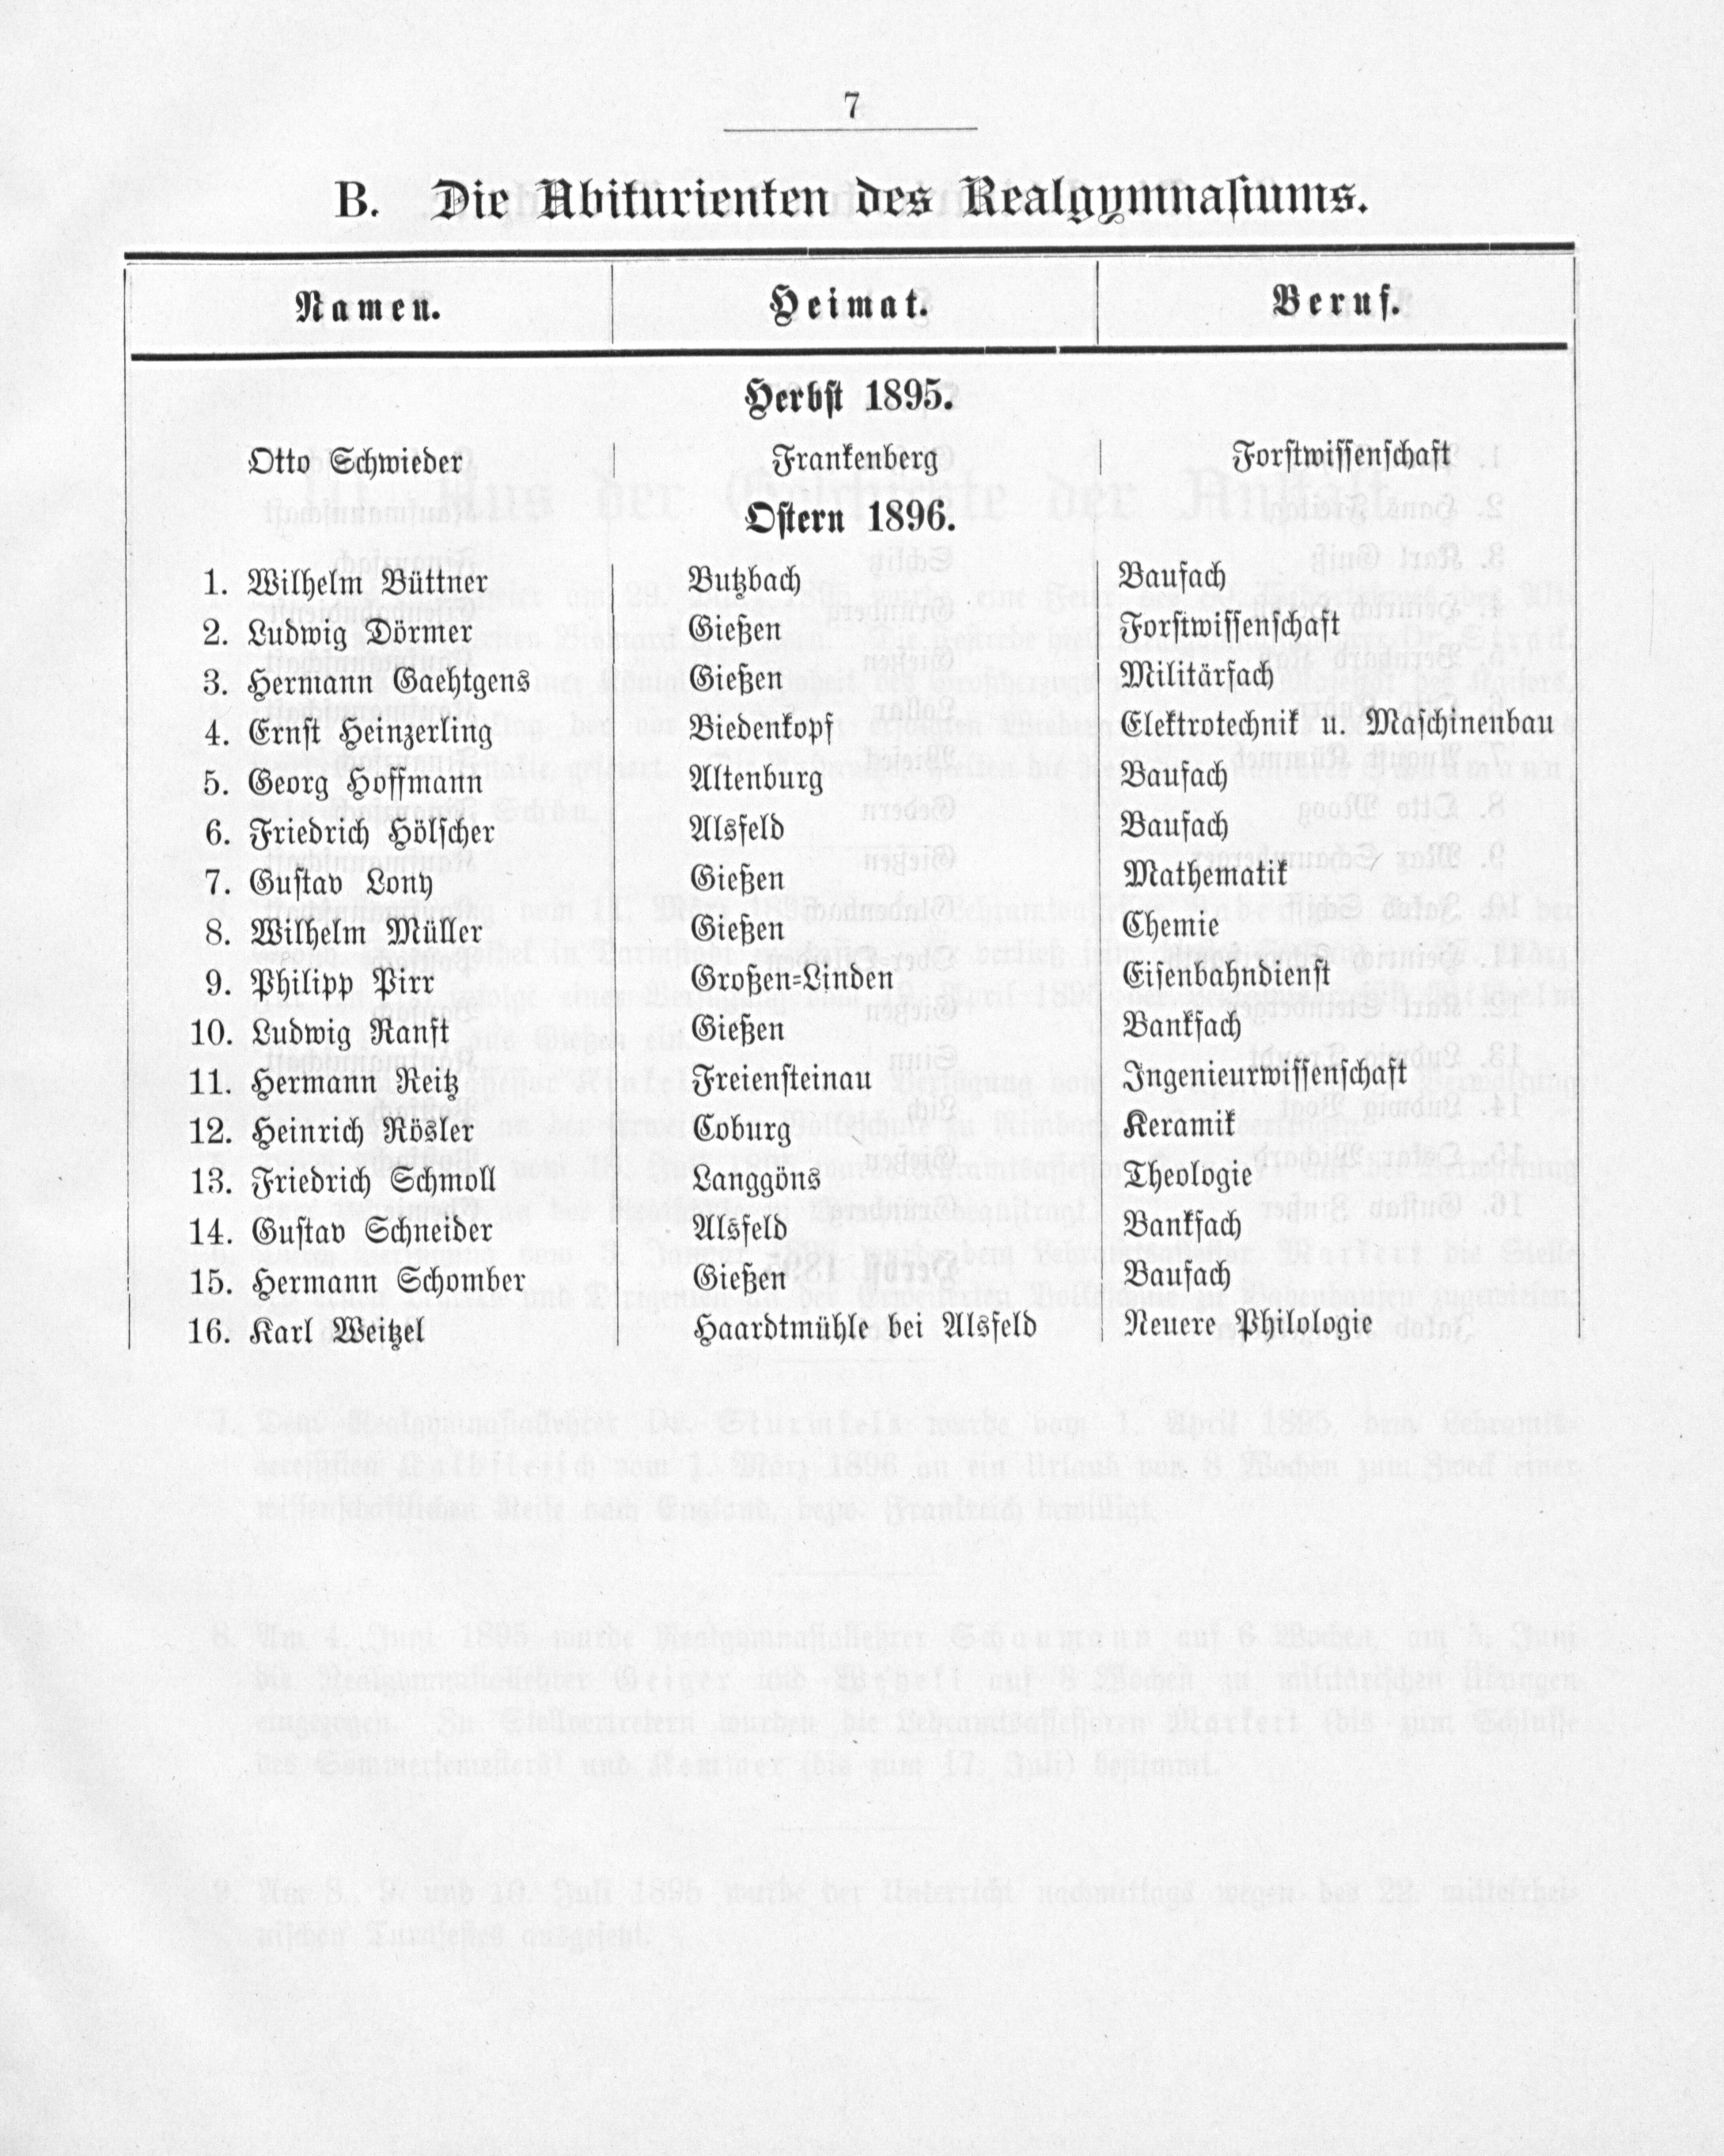 7
B. Die Abiturienten des Realgymnasiums.
Namen. Heimat. Beruf.
Herbst 1895.
Otto Schwieder Frankenberg Forstwissenschaft
Ostern 1896.
1. Wilhelm Büttner Butzbach Baufach
2. Ludwig Dörmer Gießen Forstwissenschaft
3. Hermann Gaehtgens Gießen Militärfach
4. Ernst Heinzerling Biedenkopf Elektrotechnik u. Maschinenbau
5. Georg Hoffmann Altenburg Baufach
6. Friedrich Hölscher Alsfeld Baufach
7. Gustav Lony Gießen Mathematik
8. Wilhelm Müller Gießen Chemie
9. Philipp Pirr Großen-Linden Eisenbahndienst
10. Ludwig Ranft Gießen Bankfach
11. Hermann Reitz Freiensteinau Ingenieurwissenschaft
12. Heinrich Rösler Coburg Keramik
13. Friedrich Schmoll Langgöns Theologie
14. Gustav Schneider Alsfeld Bankfach
15. Hermann Schomber Gießen Baufach
16. Karl Weitzel Haardtmühle bei Alsfeld Neuere Philologie